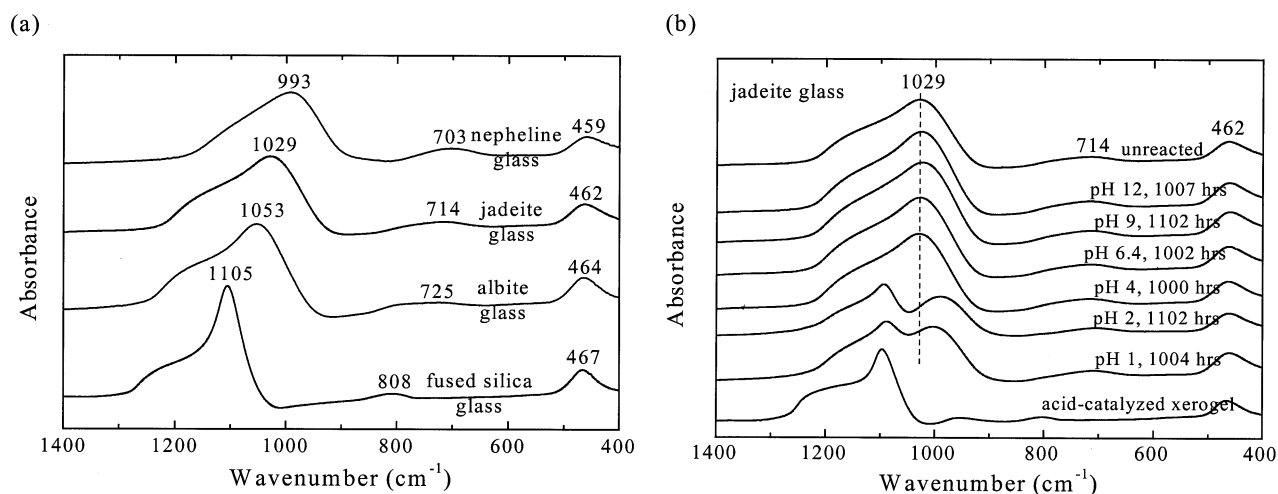 (a)
993
703 nepheline
glass
459
1029
714
jadeite
glass
462
1053
725
albite
glass
464
1105
808
fused silica
glass
467
Absorbance
1400
1200
1000
800
600
400
Wavenumber (cm-1)
(b)
jadeite glass
1029
714 unreacted
462
pH 12, 1007 hrs
pH 9, 1102 hrs
pH 6.4, 1002 hrs
pH 4, 1000 hrs
pH 2, 1102 hrs
pH 1, 1004 hrs
acid-catalyzed xerogel
Absorbance
1400
1200
1000
800
600
400
Wavenumber (cm-1)